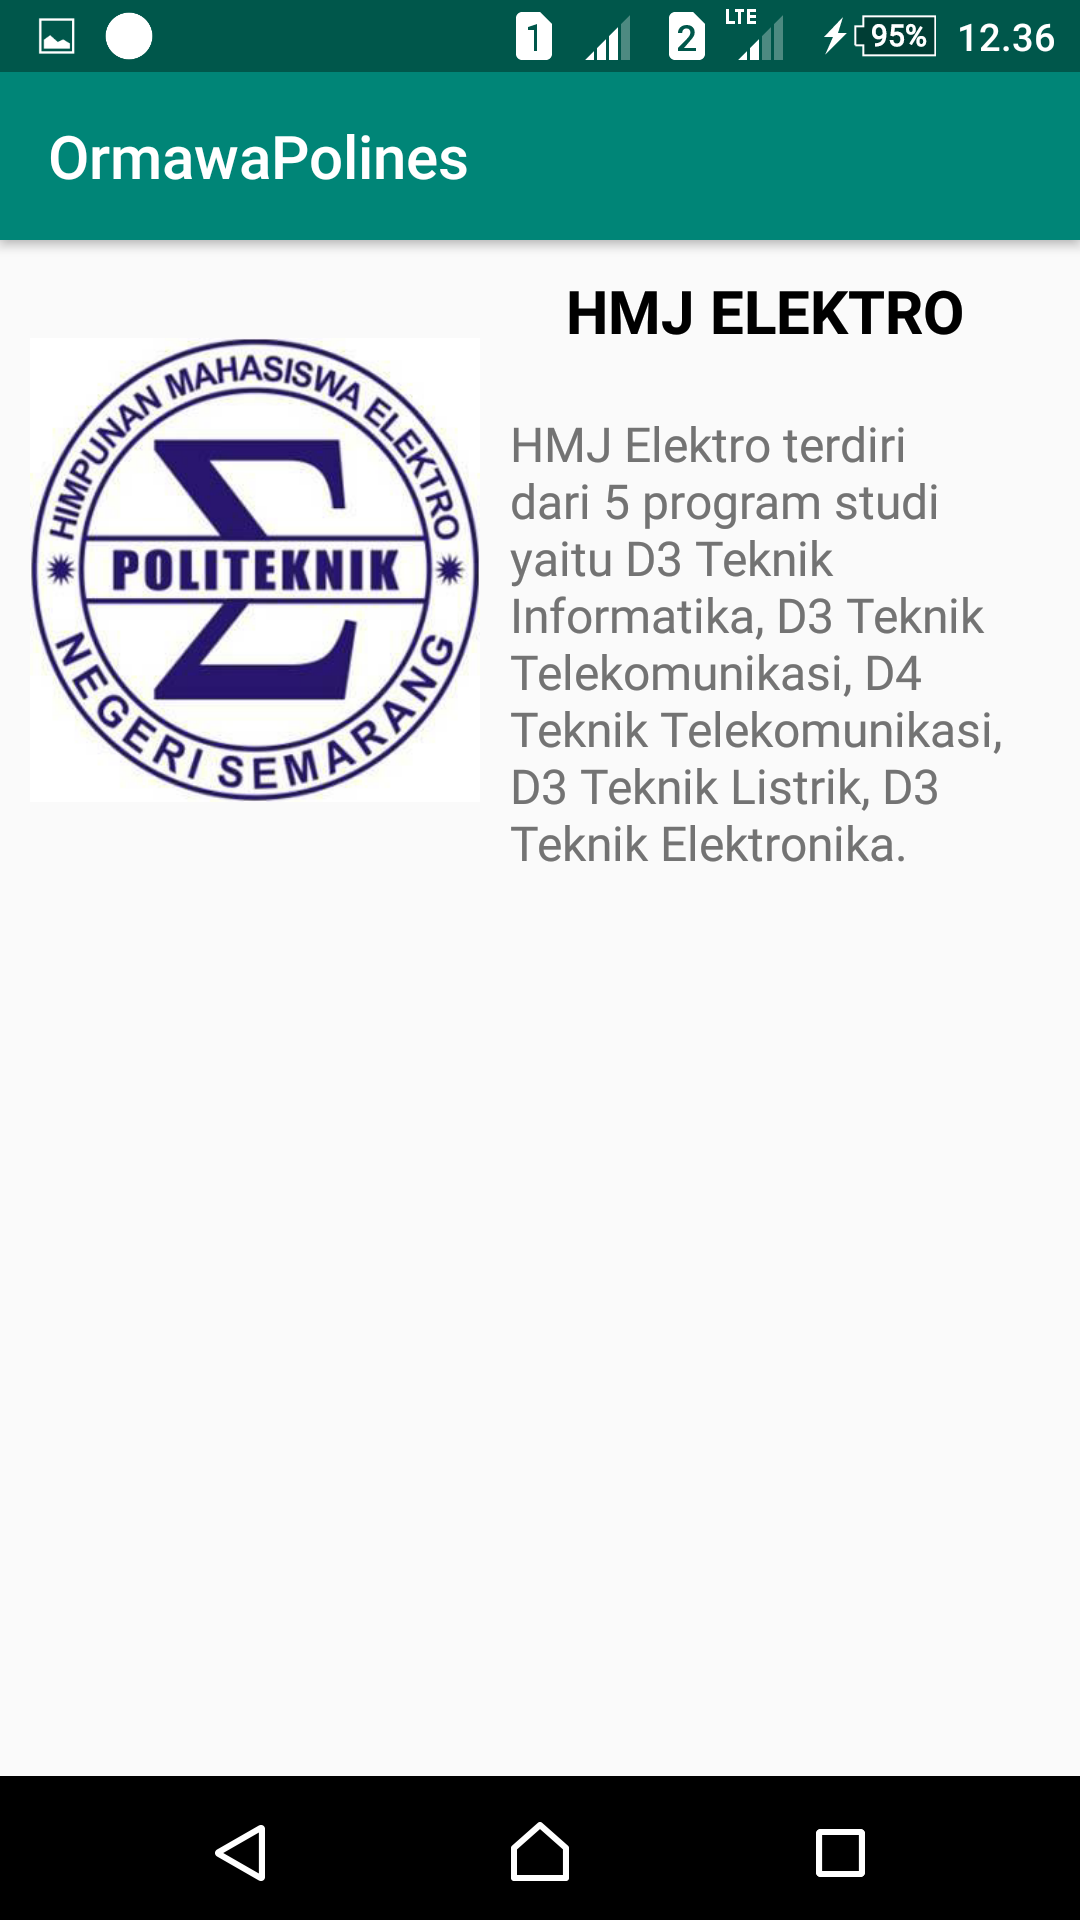 1 2 LTE 95% 12.36
OrmawaPolines
HMJ ELEKTRO
HIMPUNAN MAHASISWA ELEKTRO
POLITEKNIK
NEGERI SEMARANG
HMJ Elektro terdiri
dari 5 program studi
yaitu D3 Teknik
Informatika, D3 Teknik
Telekomunikasi, D4
Teknik Telekomunikasi,
D3 Teknik Listrik, D3
Teknik Elektronika.